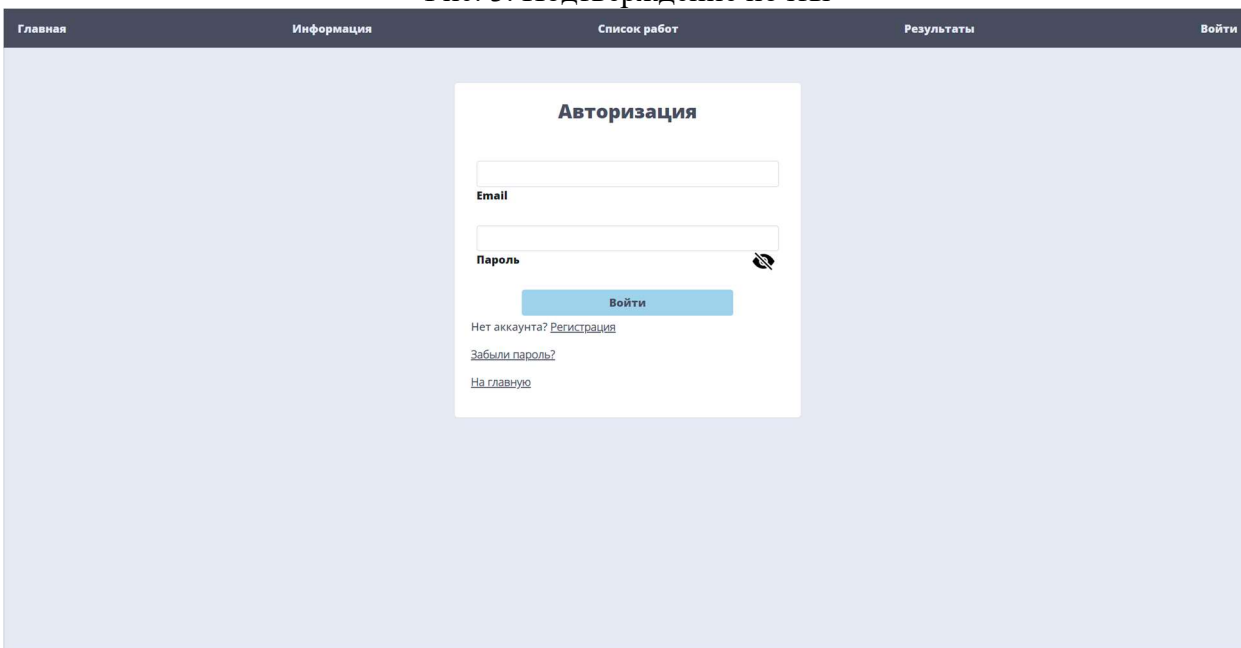 Главная Информация Список работ Результаты Войти
Авторизация
Email
Пароль
Войти
Нет аккаунта? Регистрация
Забыли пароль?
На главную